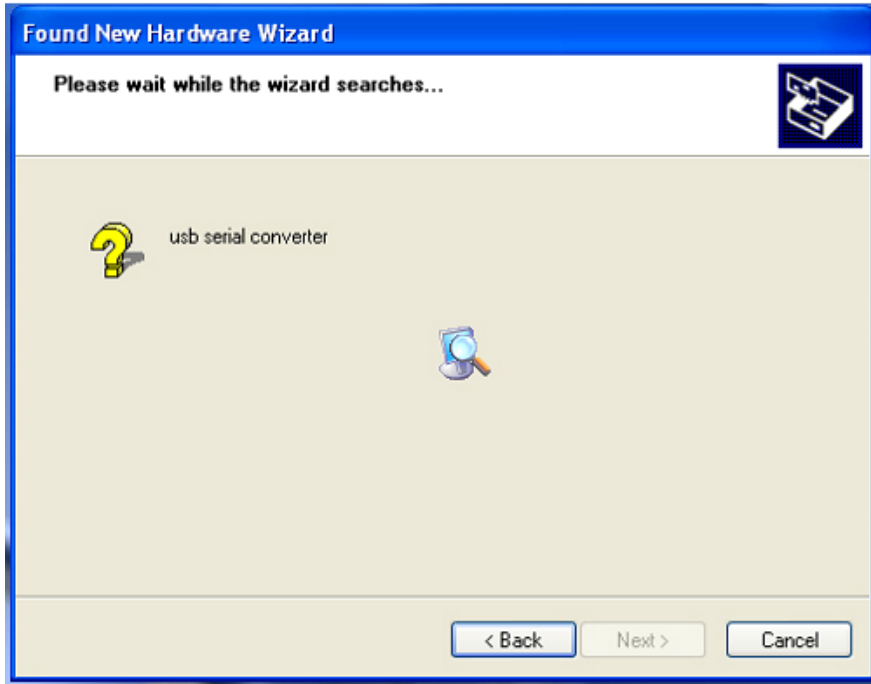 Found New Hardware Wizard
Please wait while the wizard searches...
usb serial converter
< Back
Next >
Cancel